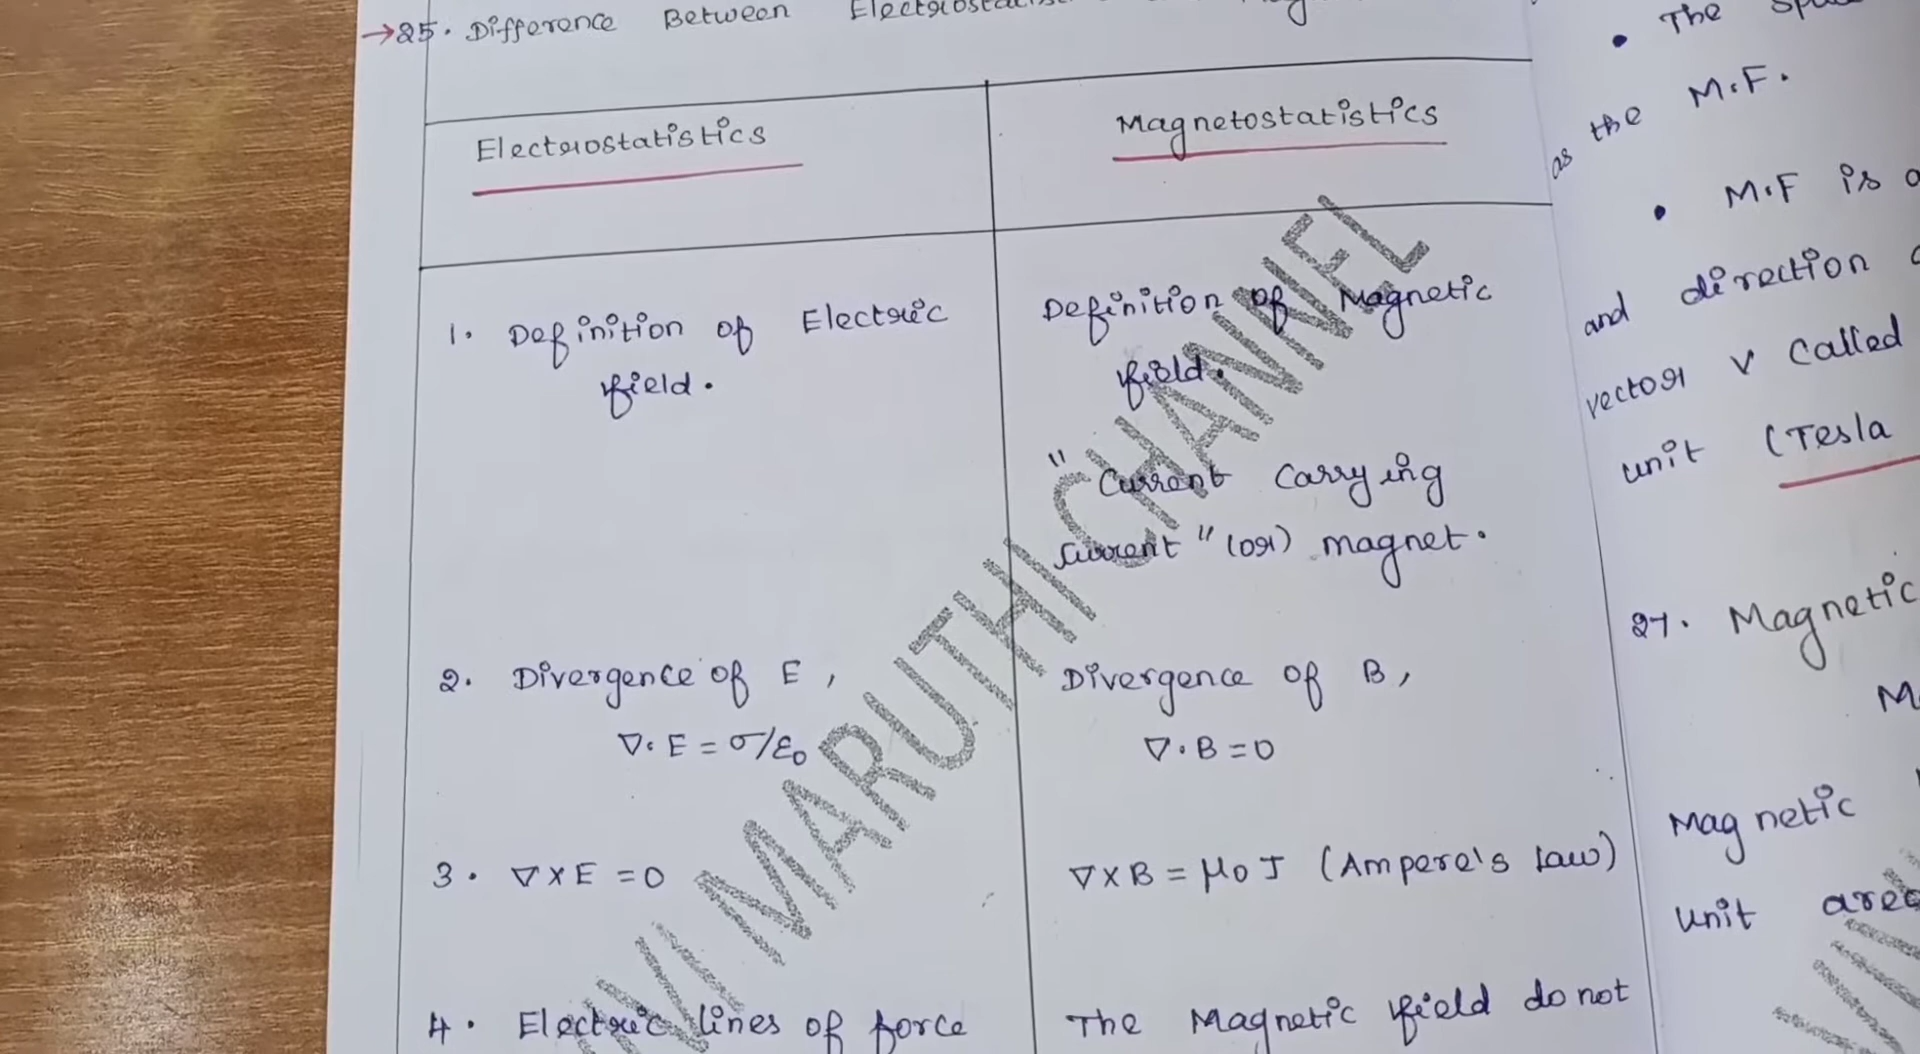 →25. Difference Between
Electrostatistics
Magnetostatistics
1. Definition of Electric
field.
Definition of Magnetic
field.
"Current Carrying
Current" (or) magnet.
2. Divergence of E,
∇·E = σ/ε₀
Divergence of B,
∇·B = 0
3. ∇×E = 0
∇×B = μ₀J (Ampere's Law)
4. Electric lines of force
The Magnetic field do not
• The
as the M.F.
• M.F is
and direction
vector V called
unit (Tesla
27. Magnetic
Magnetic
unit
MARUTHI CHANNEL